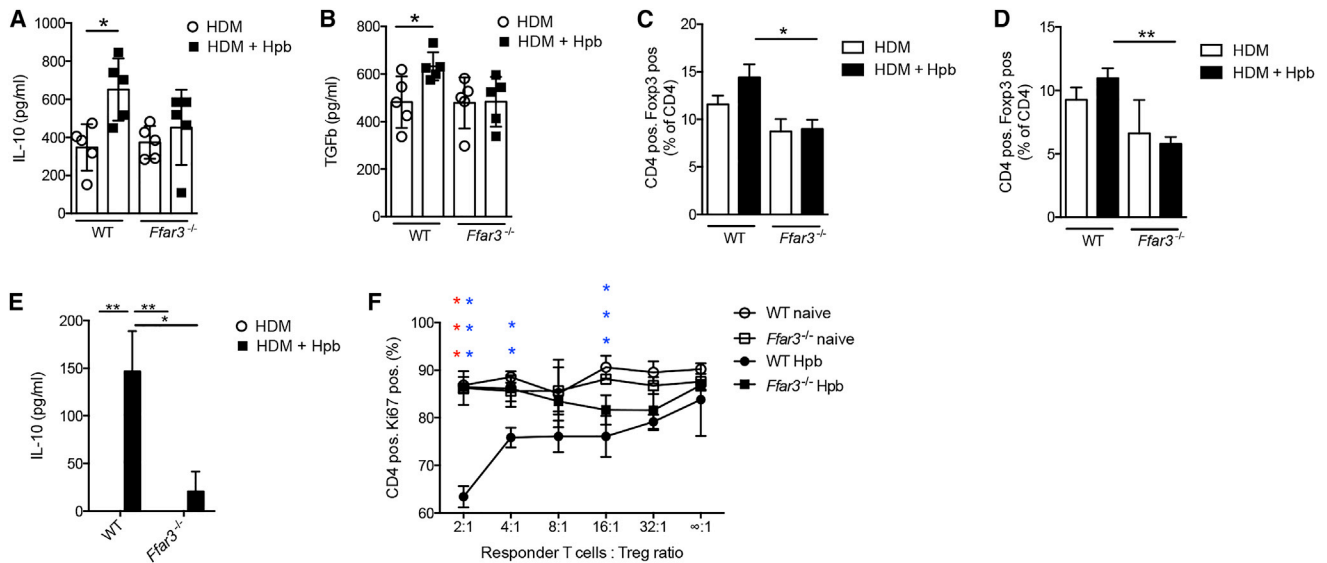 A
1000
800
600
400
200
0
IL-10 (pg/ml)
*
HDM
HDM + Hpb
WT
Ffar3 -/-
B
800
600
400
200
0
TGFb (pg/ml)
*
HDM
HDM + Hpb
WT
Ffar3 -/-
C
20
15
10
5
0
CD4 pos. Foxp3 pos
(% of CD4)
*
HDM
HDM + Hpb
WT
Ffar3 -/-
D
15
10
5
0
CD4 pos. Foxp3 pos
(% of CD4)
**
HDM
HDM + Hpb
WT
Ffar3 -/-
E
200
150
100
50
0
IL-10 (pg/ml)
** **
*
HDM
HDM + Hpb
WT
Ffar3 -/-
F
* * *
* * * *
* * * *
100
90
80
70
60
CD4 pos. Ki67 pos. (%)
2:1 4:1 8:1 16:1 32:1 ∞:1
Responder T cells : Treg ratio
WT naive
Ffar3 -/- naive
WT Hpb
Ffar3 -/- Hpb